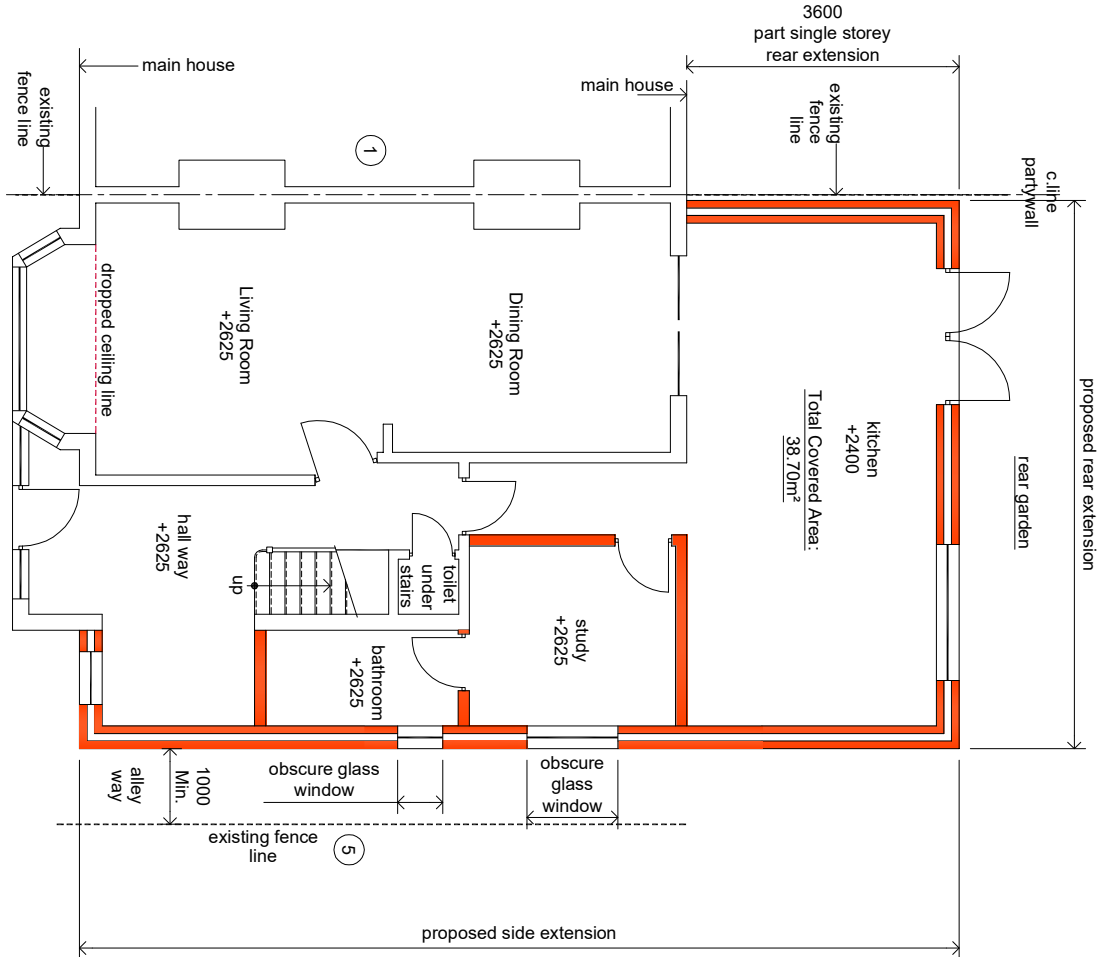 3600
part single storey
rear extension
main house
main house
existing
fence line
existing
fence
line
1
c.line
partywall
dropped ceiling line
Living Room
+2625
Dining Room
+2625
kitchen
+2400
Total Covered Area:
38.70m²
rear garden
proposed rear extension
hall way
+2625
up
toilet
under
stairs
study
+2625
bathroom
+2625
1000
Min.
alley
way
obscure glass
window
obscure
glass
window
existing fence
line
5
proposed side extension